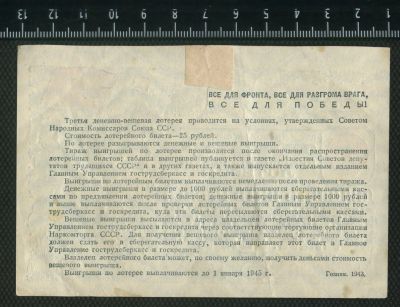 13 12 11 10 9 8 7 6 5 4 3 2 1 0
ВСЕ ДЛЯ ФРОНТА, ВСЕ ДЛЯ РАЗГРОМА ВРАГА,
ВСЕ ДЛЯ ПОБЕДЫ!
Третья денежно-вещевая лотерея проводится на условиях, утвержденных Советом
Народных Комиссаров Союза ССР.
Стоимость лотерейного билета—25 рублей.
По лотерее разыгрываются денежные и вещевые выигрыши.
Тираж выигрышей по лотерее производится после окончания распространения
лотерейных билетов; таблица выигрышей публикуется в газете „Известия Советов депу-
татов трудящихся СССР“ и в других газетах, а также выпускается отдельным изданием
Главным Управлением гострудсберкасс и госкредита.
Выигрыши по лотерейным билетам выплачиваются немедленно после проведения тиража.
Денежные выигрыши в размере до 1000 рублей выплачиваются сберегательными кас-
сами по предъявлении лотерейных билетов; денежные выигрыши в размере 1000 рублей
и выше выплачиваются после проверки лотерейных билетов Главным Управлением гос-
трудсберкасс и госкредита, куда эти билеты пересылаются сберегательными кассами.
Вещевые выигрыши высылаются в адреса владельцев лотерейных билетов Главным
Управлением гострудсберкасс и госкредита через соответствующие торгующие организации
Наркомторга СССР. Для получения вещевого выигрыша владелец лотерейного билета
должен сдать его в сберегательную кассу, которая направляет этот билет в Главное
Управление гострудсберкасс и госкредита.
Владелец лотерейного билета, может, по своему желанию, получить деньгами стоимость
вещевого выигрыша.
Выигрыши по лотерее выплачиваются до 1 января 1945 г.
Гознак. 1943.